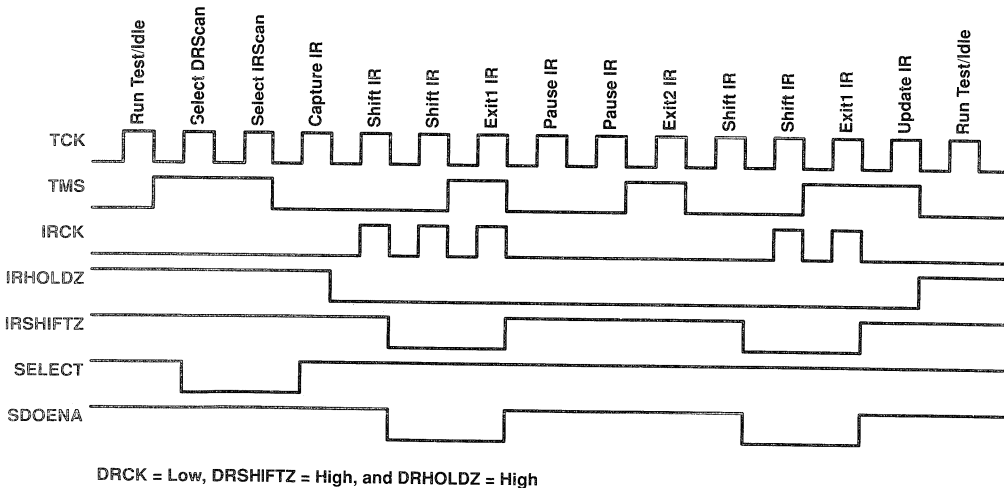 Run Test/Idle
Select DRScan
Select IRScan
Capture IR
Shift IR
Shift IR
Exit1 IR
Pause IR
Pause IR
Exit2 IR
Shift IR
Shift IR
Exit1 IR
Update IR
Run Test/Idle
TCK
TMS
IRCK
IRHOLDZ
IRSHIFTZ
SELECT
SDOENA
DRCK = Low, DRSHIFTZ = High, and DRHOLDZ = High